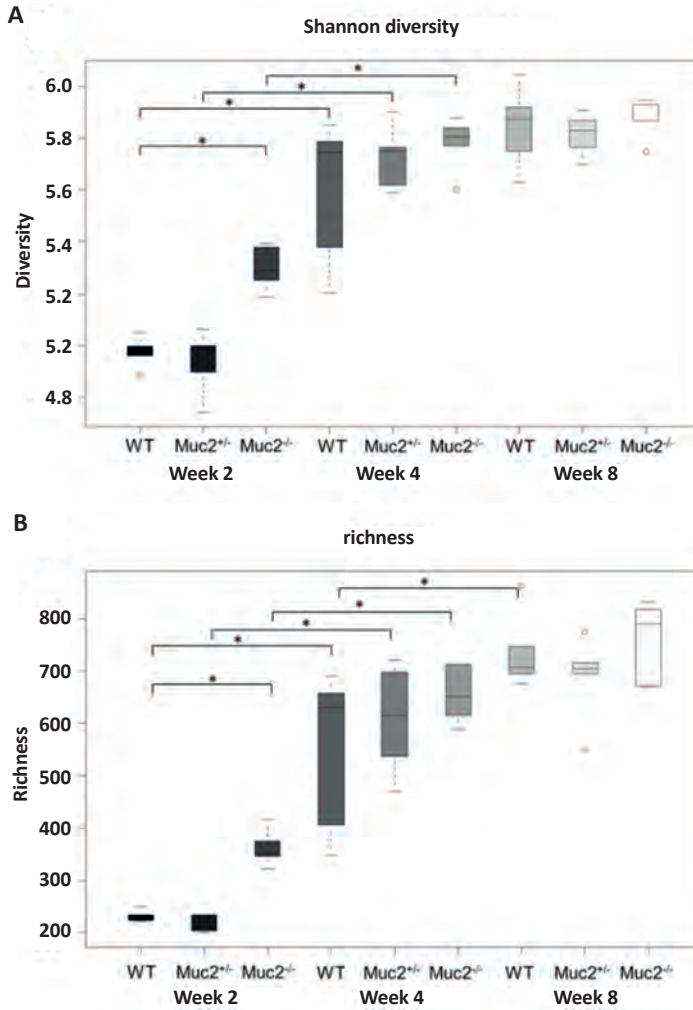 A
Shannon diversity
* * * *
6.0
5.8
5.6
5.4
5.2
5.2
4.8
Diversity
WT Muc2+/- Muc2-/- WT Muc2+/- Muc2-/- WT Muc2+/- Muc2-/-
Week 2 Week 4 Week 8
B
richness
* * * * *
800
700
600
500
400
300
200
Richness
WT Muc2+/- Muc2-/- WT Muc2+/- Muc2-/- WT Muc2+/- Muc2-/-
Week 2 Week 4 Week 8